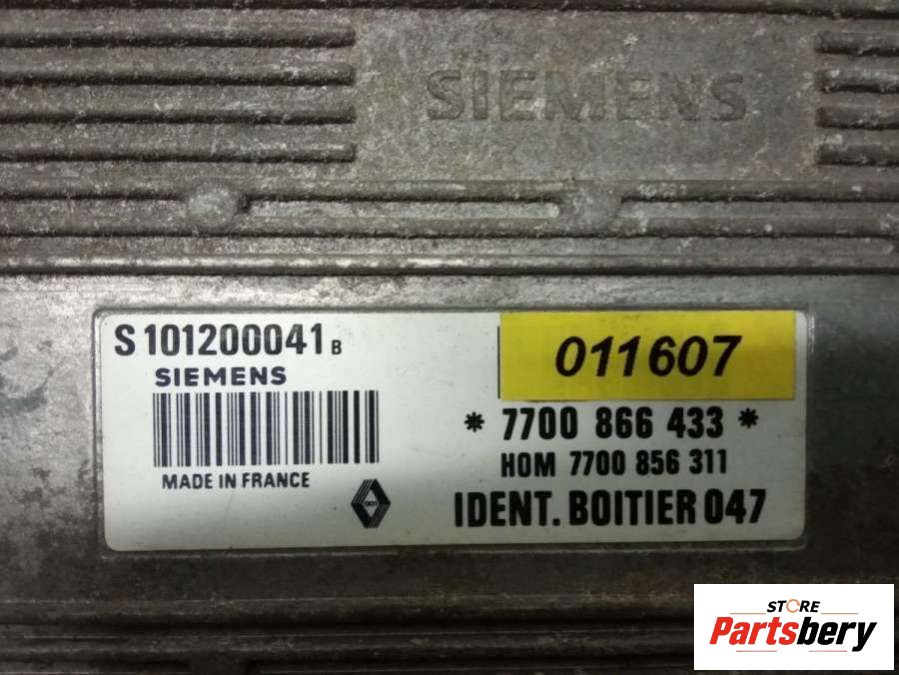 SIEMENS
S 101200041 B
SIEMENS
MADE IN FRANCE
011607
* 7700 866 433 *
HOM 7700 856 311
IDENT. BOITIER 047
STORE
Partsbery